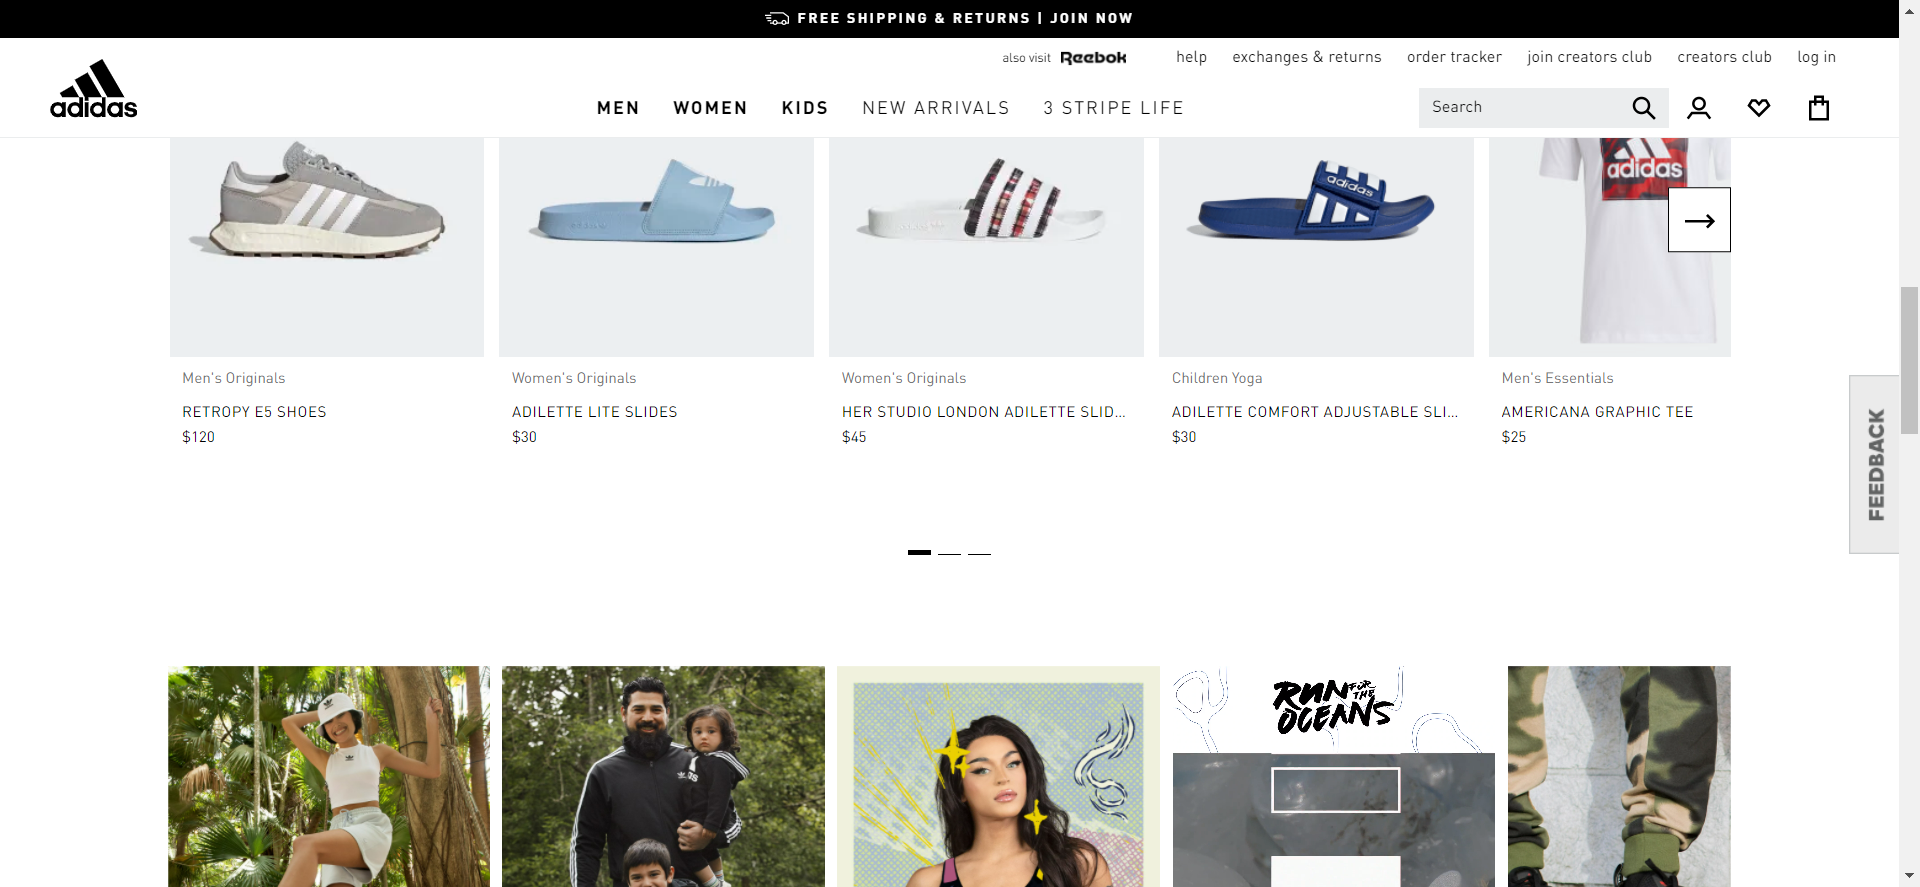 FREE SHIPPING & RETURNS | JOIN NOW
also visit Reebok help exchanges & returns order tracker join creators club creators club log in
adidas
MEN WOMEN KIDS NEW ARRIVALS 3 STRIPE LIFE Search
adidas
adidas
Men's Originals
RETROPY E5 SHOES
$120
Women's Originals
ADILETTE LITE SLIDES
$30
Women's Originals
HER STUDIO LONDON ADILETTE SLID...
$45
Children Yoga
ADILETTE COMFORT ADJUSTABLE SLI...
$30
Men's Essentials
AMERICANA GRAPHIC TEE
$25
FEEDBACK
RUN FOR THE OCEANS